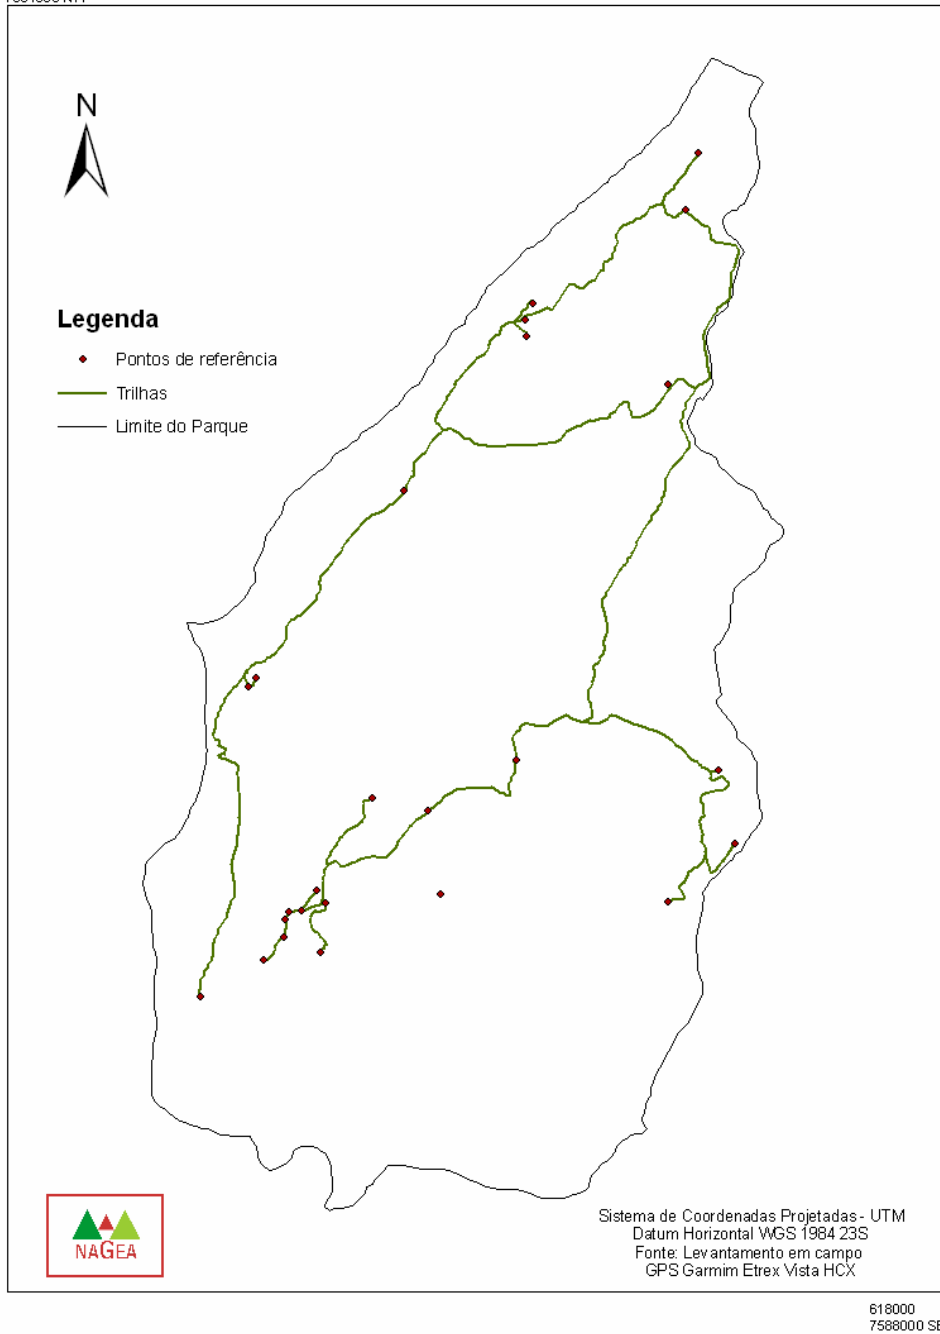 N
Legenda
Pontos de referência
Trilhas
Limite do Parque
NAGEA
Sistema de Coordenadas Projetadas - UTM
Datum Horizontal WGS 1984 23S
Fonte: Levantamento em campo
GPS Garmim Etrex Vista HCX
618000
7588000